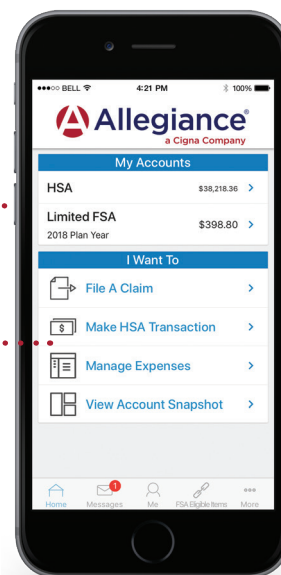 BELL 4:21 PM 100%
Allegiance®
a Cigna Company
My Accounts
HSA $38,218.36 >
Limited FSA $398.80 >
2018 Plan Year
I Want To
File A Claim >
$ Make HSA Transaction >
Manage Expenses >
View Account Snapshot >
1
Home Messages Me FSA Eligible Items More